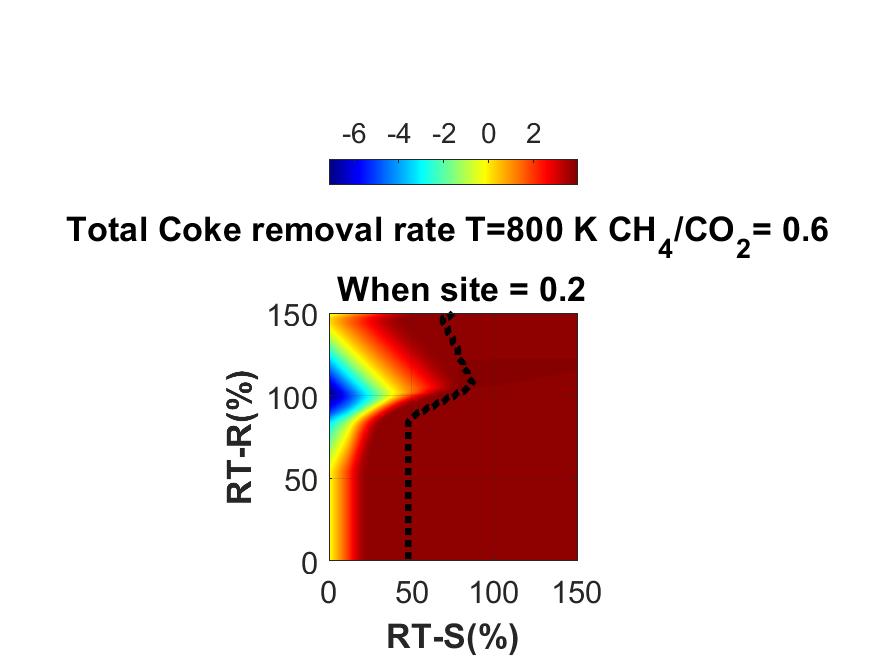 -6 -4 -2 0 2
Total Coke removal rate T=800 K CH4/CO2= 0.6
When site = 0.2
150
100
50
0
RT-R(%)
0 50 100 150
RT-S(%)